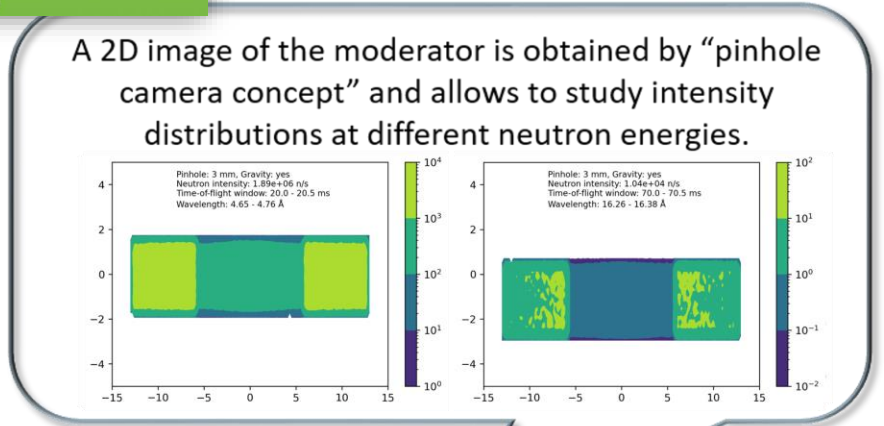 A 2D image of the moderator is obtained by “pinhole
camera concept” and allows to study intensity
distributions at different neutron energies.
Pinhole: 3 mm, Gravity: yes
Neutron intensity: 1.89e+06 n/s
Time-of-flight window: 20.0 - 20.5 ms
Wavelength: 4.65 - 4.76 Å
4
2
0
−2
−4
−15 −10 −5 0 5 10 15
10⁴
10³
10²
10¹
10⁰
Pinhole: 3 mm, Gravity: yes
Neutron intensity: 1.04e+04 n/s
Time-of-flight window: 70.0 - 70.5 ms
Wavelength: 16.26 - 16.38 Å
4
2
0
−2
−4
−15 −10 −5 0 5 10 15
10²
10¹
10⁰
10⁻¹
10⁻²